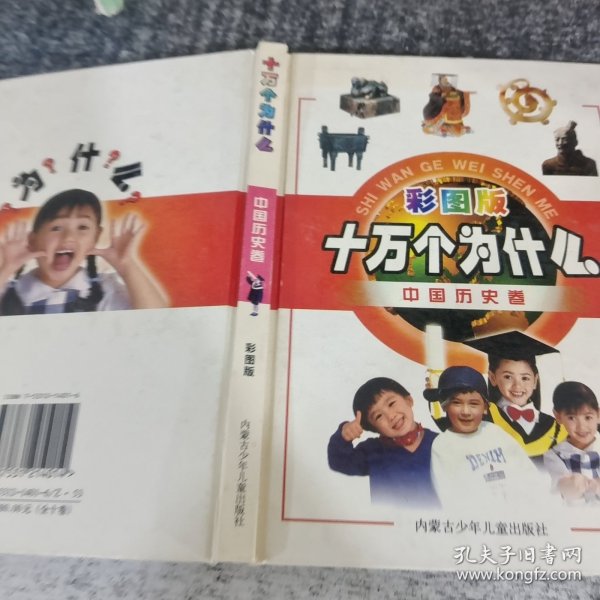 为?什?么?
十万个为什么
中国历史卷
彩图版
内蒙古少年儿童出版社
SHI WAN GE WEI SHEN ME
彩图版
十万个为什么
中国历史卷
DENIM
内蒙古少年儿童出版社
孔夫子旧书网
www.kongfz.com